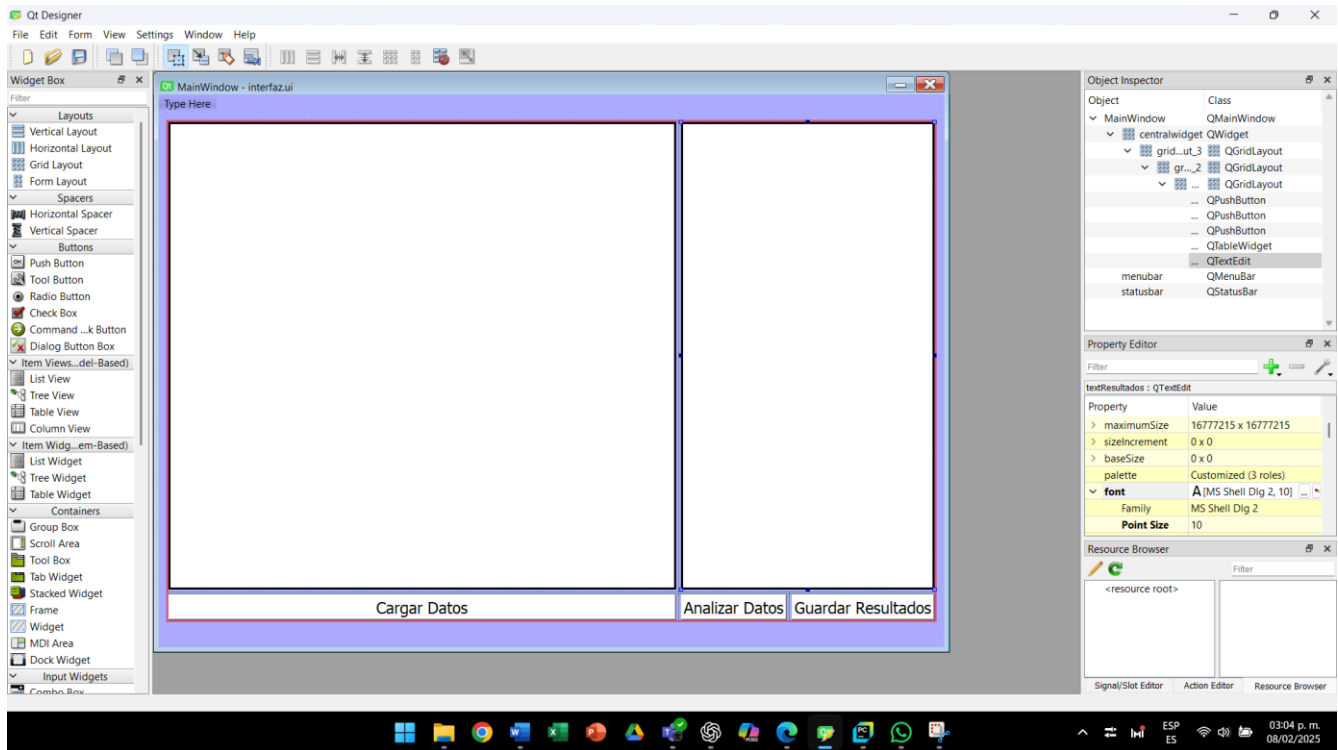 Qt Designer
File Edit Form View Settings Window Help
Widget Box
Filter
Layouts
Vertical Layout
Horizontal Layout
Grid Layout
Form Layout
Spacers
Horizontal Spacer
Vertical Spacer
Buttons
Push Button
Tool Button
Radio Button
Check Box
Command ...k Button
Dialog Button Box
Item Views...del-Based)
List View
Tree View
Table View
Column View
Item Widg...em-Based)
List Widget
Tree Widget
Table Widget
Containers
Group Box
Scroll Area
Tool Box
Tab Widget
Stacked Widget
Frame
Widget
MDI Area
Dock Widget
Input Widgets
Combo Box
MainWindow - interfaz.ui
Type Here
Cargar Datos
Analizar Datos
Guardar Resultados
Object Inspector
Object Class
MainWindow QMainWindow
centralwidget QWidget
grid...ut_3 QGridLayout
gr..._2 QGridLayout
... QGridLayout
... QPushButton
... QPushButton
... QPushButton
... QTableWidget
... QTextEdit
menubar QMenuBar
statusbar QStatusBar
Property Editor
Filter
textResultados : QTextEdit
Property Value
maximumSize 16777215 x 16777215
sizeIncrement 0 x 0
baseSize 0 x 0
palette Customized (3 roles)
font A [MS Shell Dlg 2, 10] ...
Family MS Shell Dlg 2
Point Size 10
Resource Browser
Filter
<resource root>
Signal/Slot Editor Action Editor Resource Browser
ESP
ES
03:04 p. m.
08/02/2025